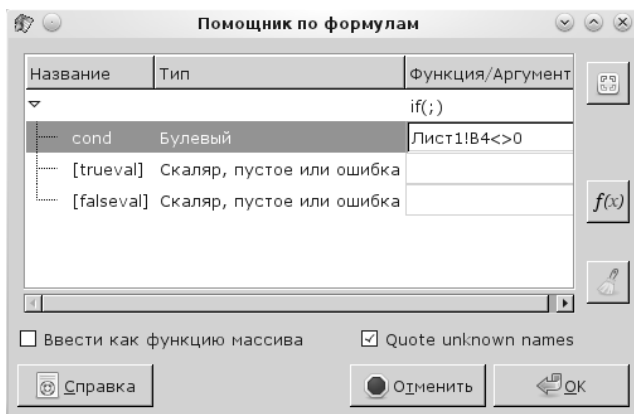 Помощник по формулам
Название Тип Функция/Аргумент
if(;)
cond Булевый Лист1!B4<>0
[trueval] Скаляр, пустое или ошибка
[falseval] Скаляр, пустое или ошибка
f(x)
Ввести как функцию массива Quote unknown names
Справка Отменить ОК